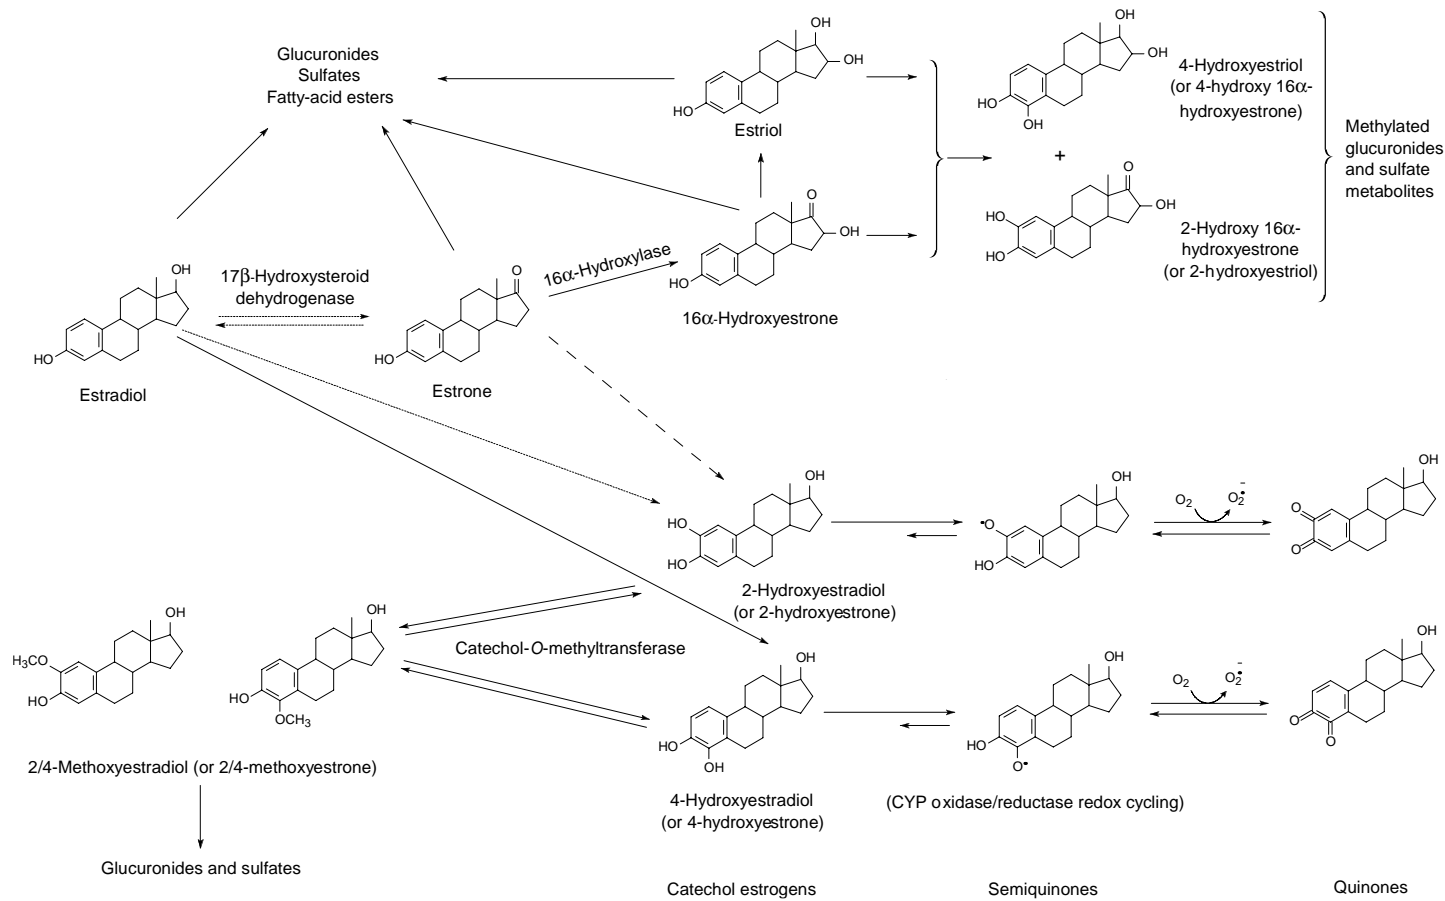 OH
Glucuronides
Sulfates
Fatty-acid esters
OH
HO
Estriol
OH
OH
HO
OH
4-Hydroxyestriol
(or 4-hydroxy 16α-
hydroxyestrone)
+
Methylated
glucuronides
and sulfate
metabolites
O
OH
HO
16α-Hydroxyestrone
O
HO
OH
HO
2-Hydroxy 16α-
hydroxyestrone
(or 2-hydroxyestriol)
OH
HO
Estradiol
17β-Hydroxysteroid
dehydrogenase
O
HO
Estrone
16α-Hydroxylase
OH
HO
HO
2-Hydroxyestradiol
(or 2-hydroxyestrone)
OH
•O
HO
O2
O2•−
OH
O
O
OH
H3CO
HO
OH
HO
OCH3
2/4-Methoxyestradiol (or 2/4-methoxyestrone)
Glucuronides and sulfates
Catechol-O-methyltransferase
OH
HO
OH
4-Hydroxyestradiol
(or 4-hydroxyestrone)
OH
HO
O•
(CYP oxidase/reductase redox cycling)
O2
O2•−
OH
O
O
Catechol estrogens
Semiquinones
Quinones